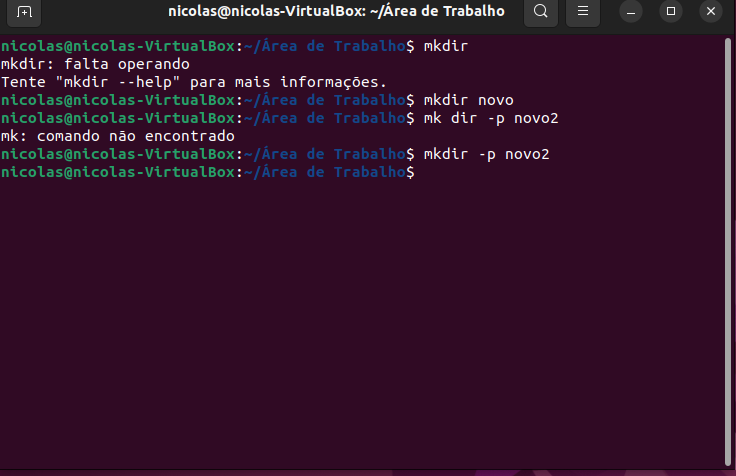 nicolas@nicolas-VirtualBox: ~/Área de Trabalho
nicolas@nicolas-VirtualBox:~/Área de Trabalho$ mkdir
mkdir: falta operando
Tente "mkdir --help" para mais informações.
nicolas@nicolas-VirtualBox:~/Área de Trabalho$ mkdir novo
nicolas@nicolas-VirtualBox:~/Área de Trabalho$ mk dir -p novo2
mk: comando não encontrado
nicolas@nicolas-VirtualBox:~/Área de Trabalho$ mkdir -p novo2
nicolas@nicolas-VirtualBox:~/Área de Trabalho$